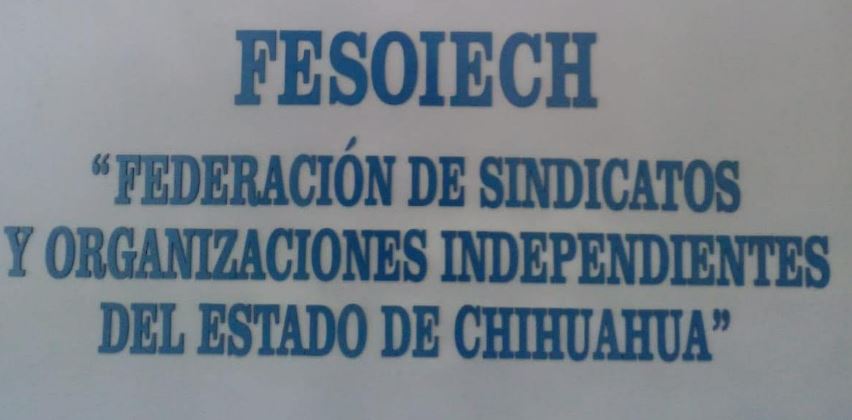 FESOIECH
“FEDERACIÓN DE SINDICATOS
Y ORGANIZACIONES INDEPENDIENTES
DEL ESTADO DE CHIHUAHUA”